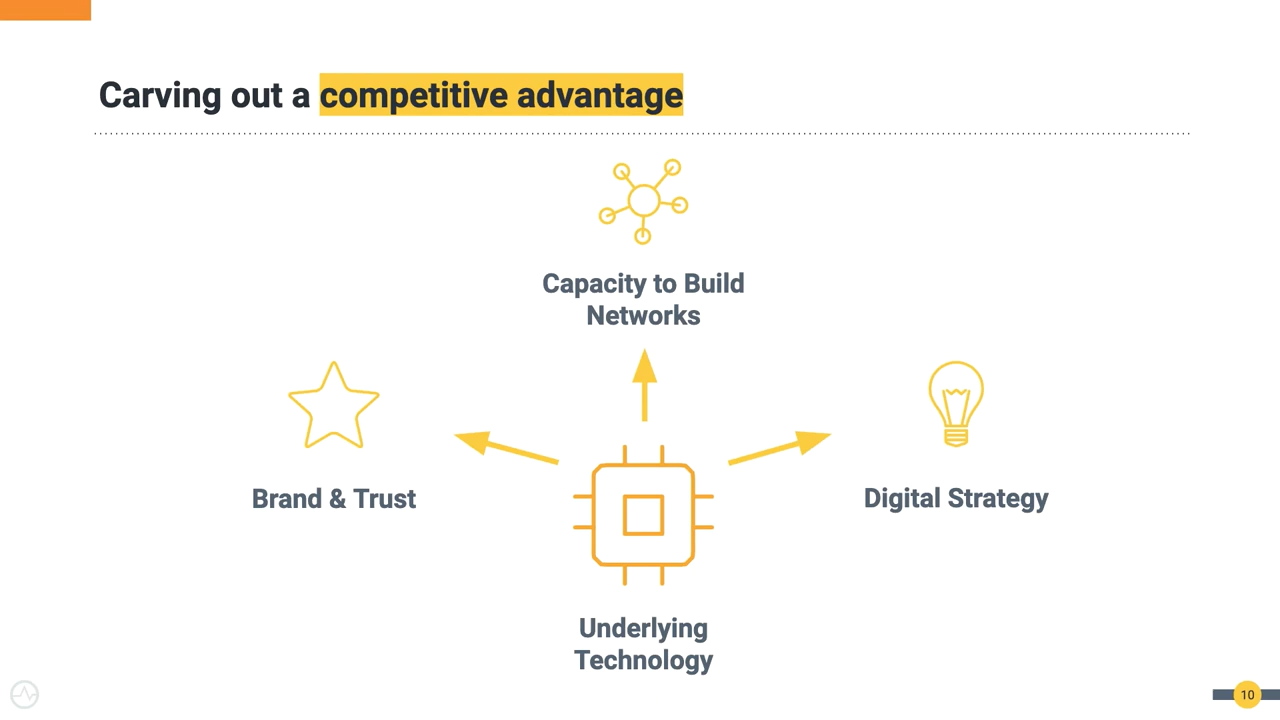 Carving out a competitive advantage
Capacity to Build
Networks
Brand & Trust
Digital Strategy
Underlying
Technology
10